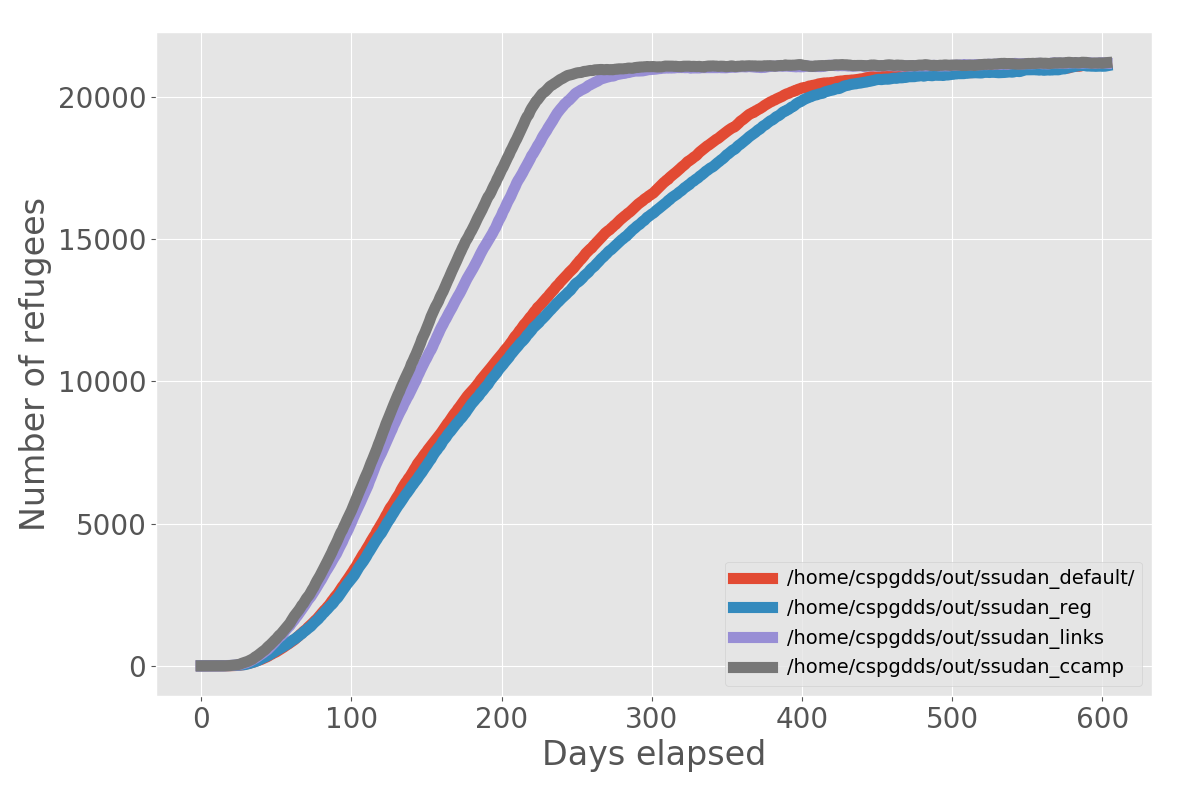 Number of refugees
20000
15000
10000
5000
0
0 100 200 300 400 500 600
Days elapsed
/home/cspgdds/out/ssudan_default/
/home/cspgdds/out/ssudan_reg
/home/cspgdds/out/ssudan_links
/home/cspgdds/out/ssudan_ccamp